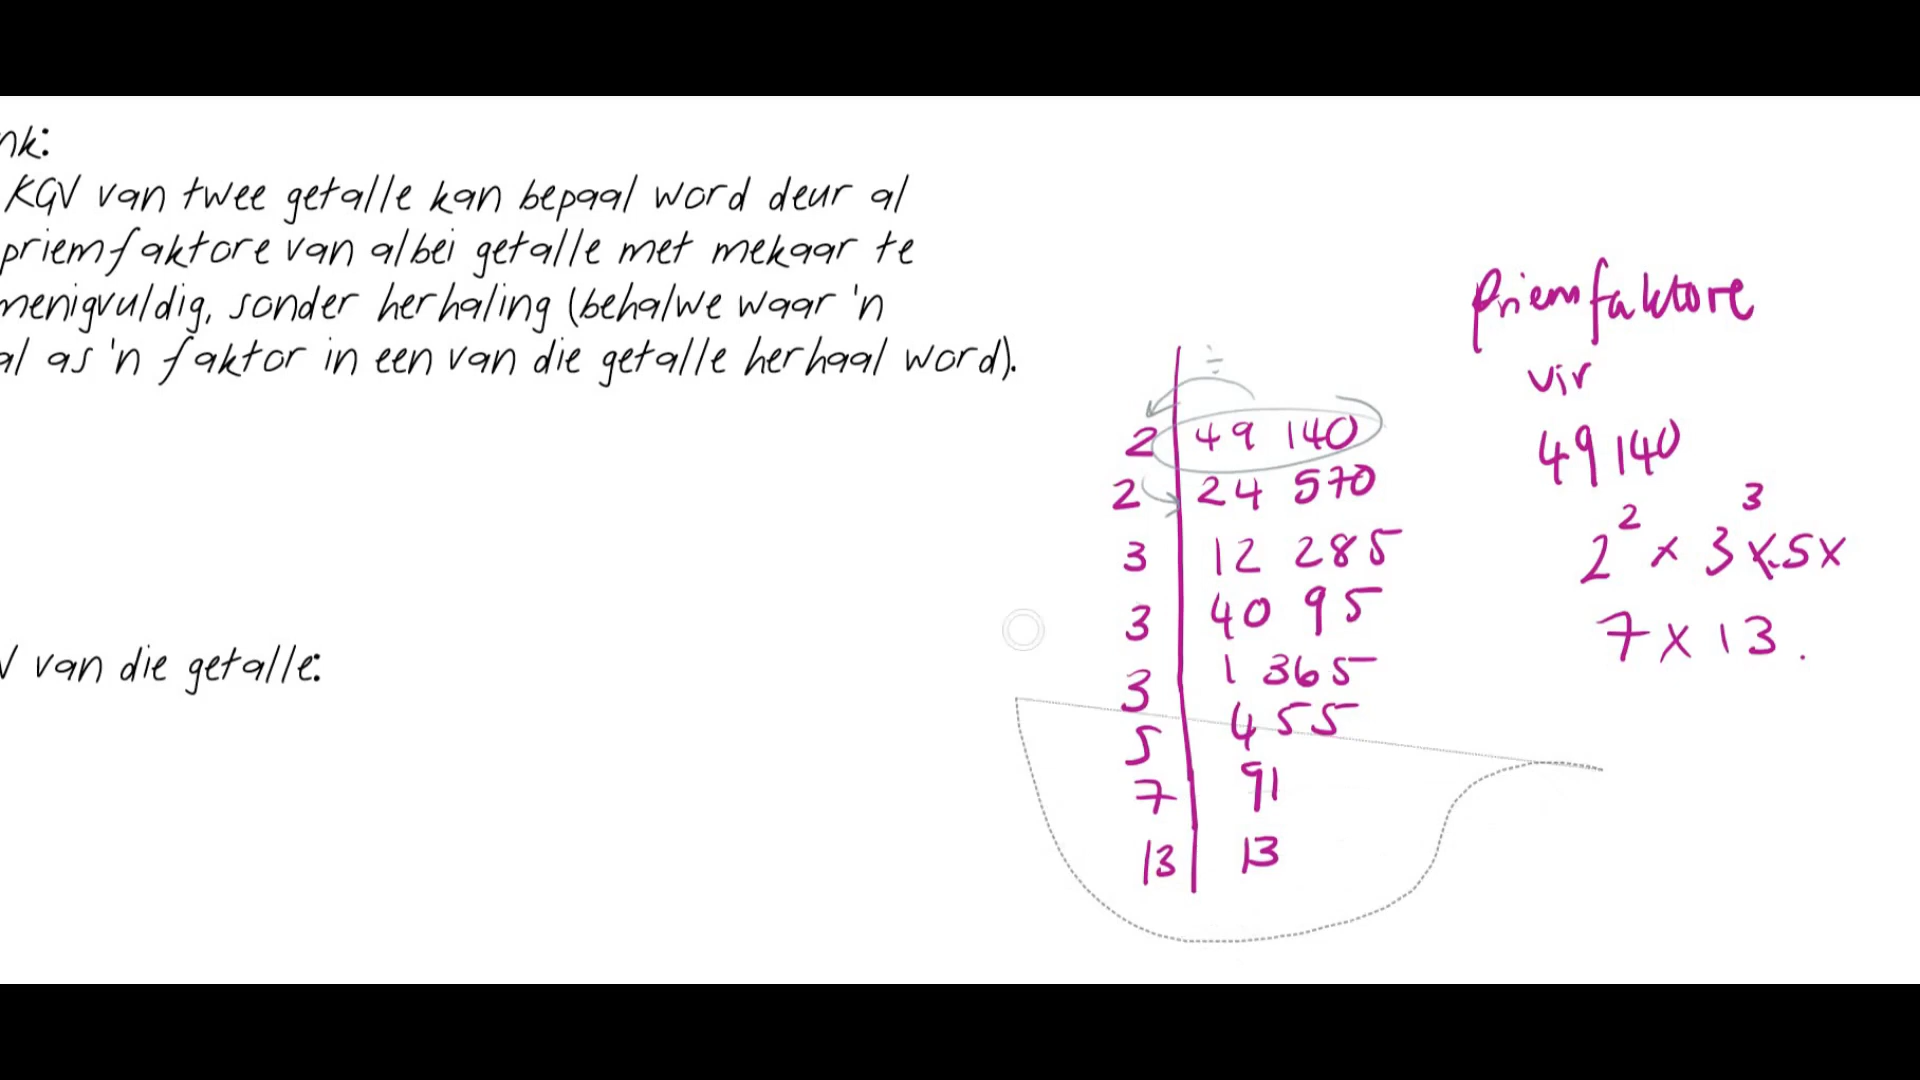 nk:
KGV van twee getalle kan bepaal word deur al
priemfaktore van albei getalle met mekaar te
menigvuldig, sonder herhaling (behalwe waar 'n
al as 'n faktor in een van die getalle herhaal word).
V van die getalle:
÷
2 | 49 140
2 | 24 570
3 | 12 285
3 | 40 95
3 | 1 365
5 | 455
7 | 91
13 | 13
Priemfaktore
vir
49 140
2² × 3³ × 5 ×
7 × 13.